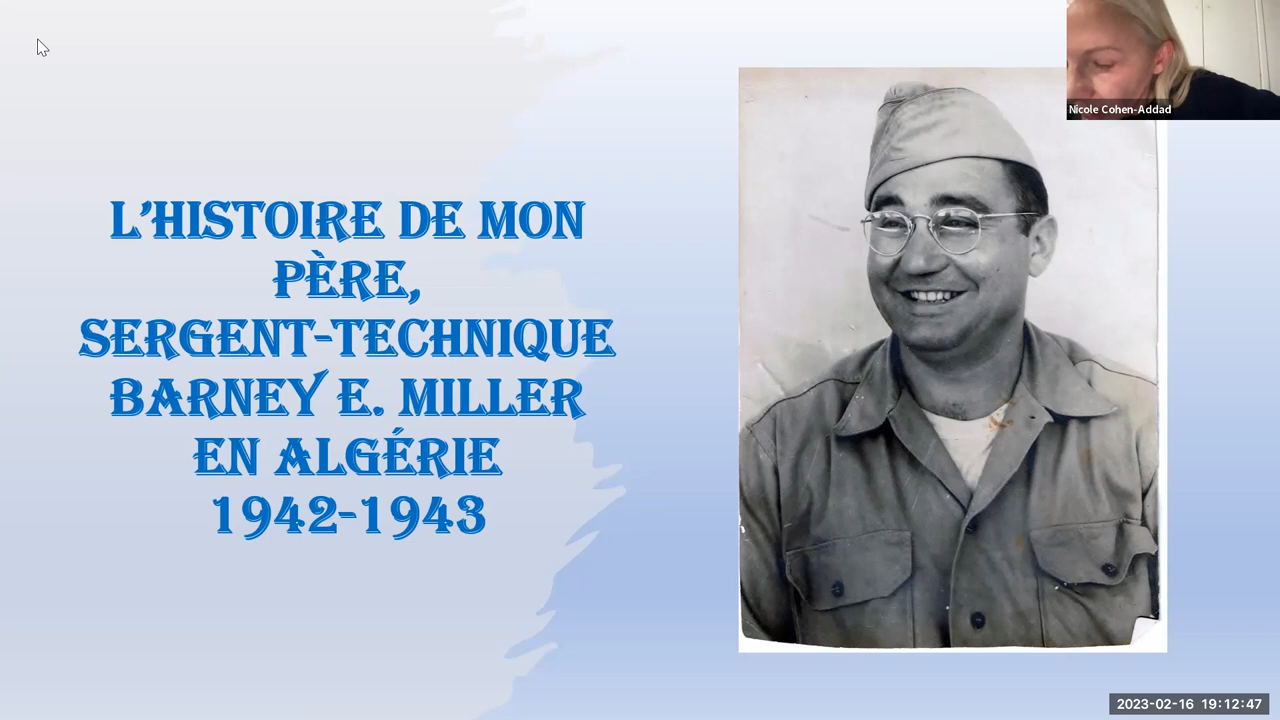 L'HISTOIRE DE MON
PÈRE,
SERGENT-TECHNIQUE
BARNEY E. MILLER
EN ALGÉRIE
1942-1943
Nicole Cohen-Addad
2023-02-16 19:12:47